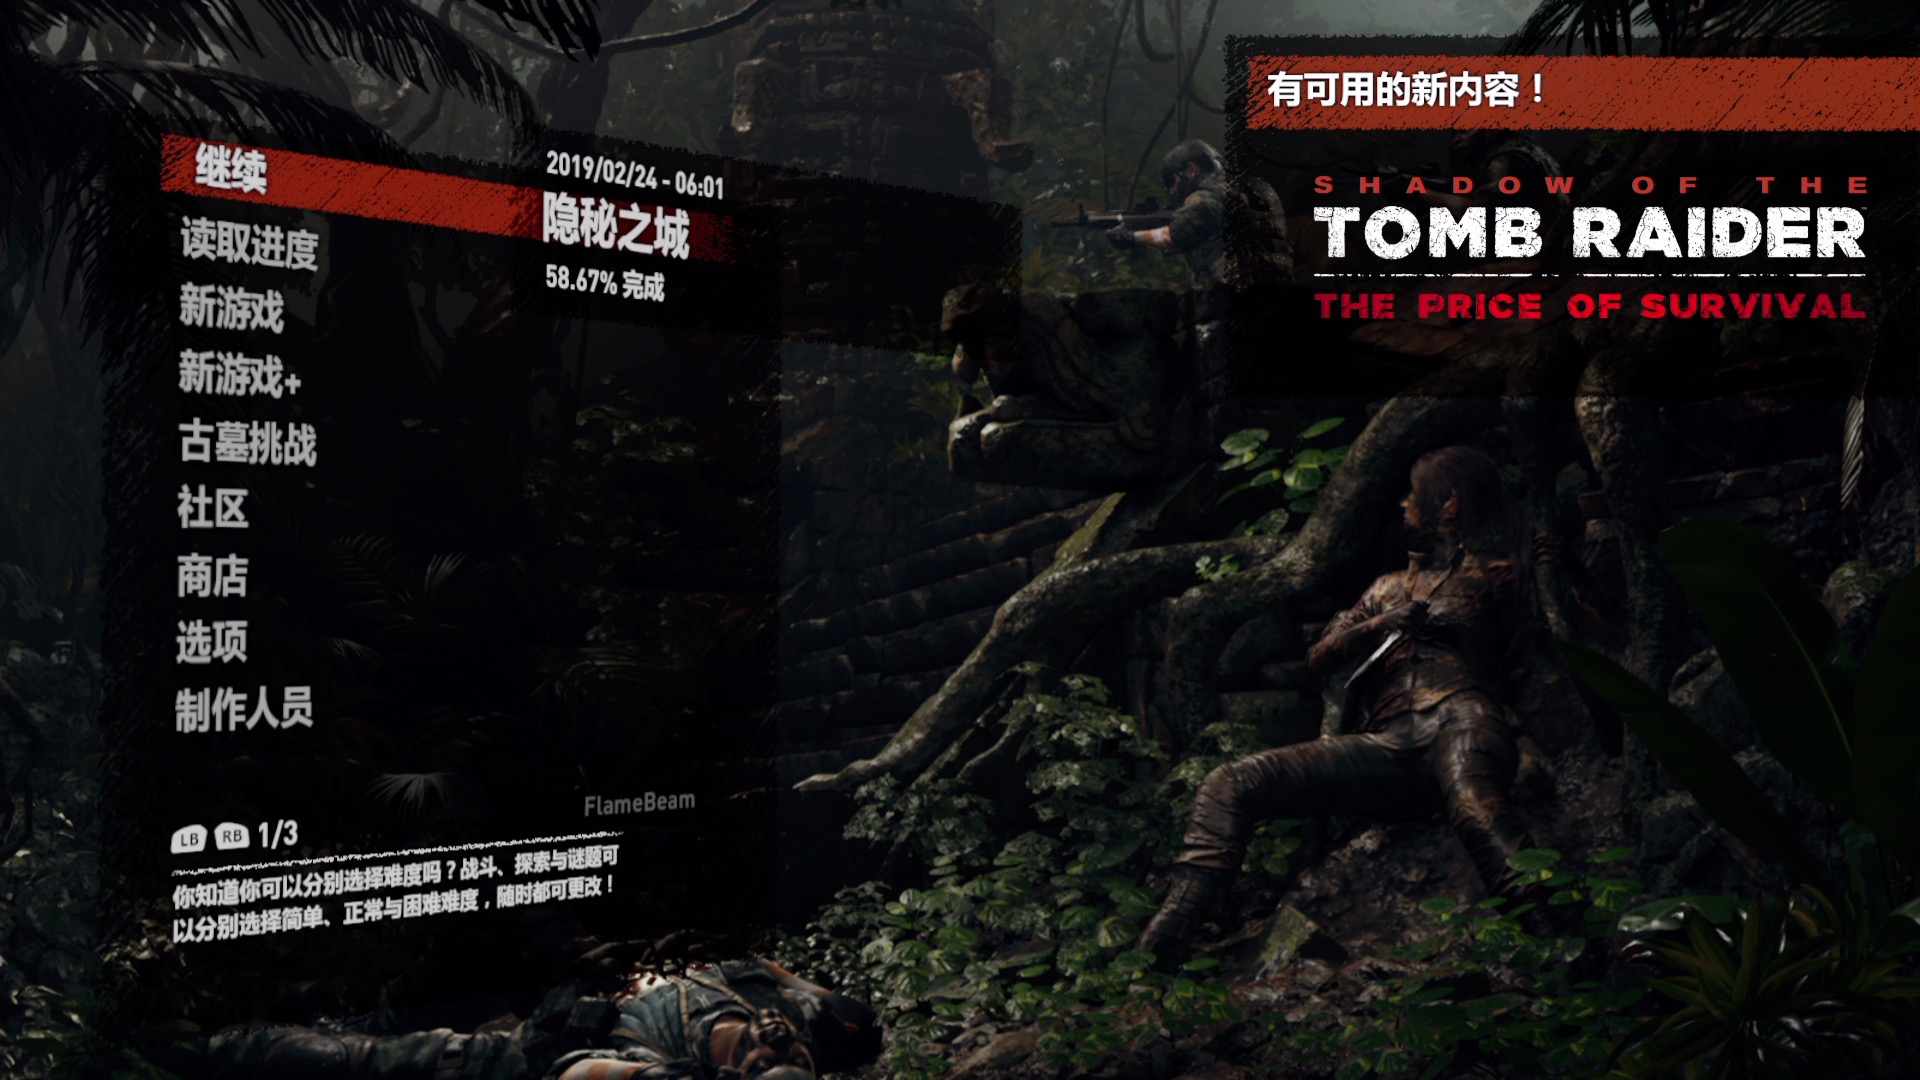 有可用的新内容！
SHADOW OF THE
TOMB RAIDER
THE PRICE OF SURVIVAL
继续
2019/02/24 - 06:01
隐秘之城
58.67% 完成
读取进度
新游戏
新游戏+
古墓挑战
社区
商店
选项
制作人员
FlameBeam
LB RB 1/3
你知道你可以分别选择难度吗？战斗、探索与谜题可
以分别选择简单、正常与困难难度，随时都可更改！